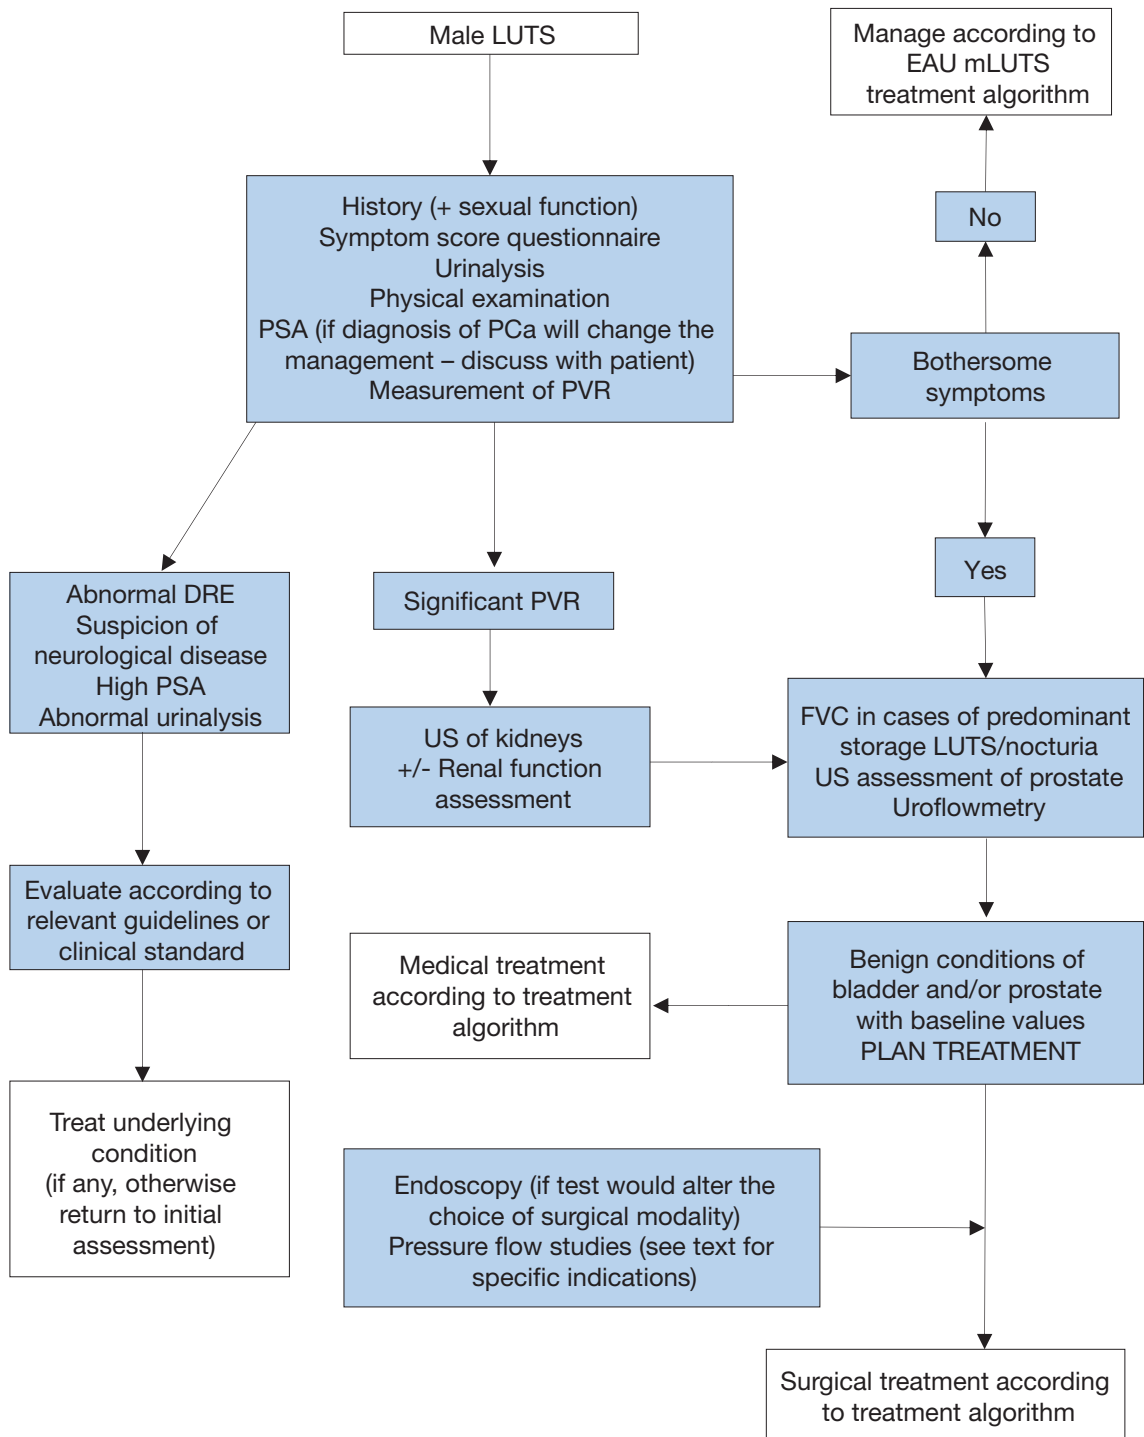 Male LUTS
Manage according to
EAU mLUTS
treatment algorithm
History (+ sexual function)
Symptom score questionnaire
Urinalysis
Physical examination
PSA (if diagnosis of PCa will change the
management – discuss with patient)
Measurement of PVR
No
Bothersome
symptoms
Yes
Abnormal DRE
Suspicion of
neurological disease
High PSA
Abnormal urinalysis
Significant PVR
US of kidneys
+/- Renal function
assessment
FVC in cases of predominant
storage LUTS/nocturia
US assessment of prostate
Uroflowmetry
Evaluate according to
relevant guidelines or
clinical standard
Medical treatment
according to treatment
algorithm
Benign conditions of
bladder and/or prostate
with baseline values
PLAN TREATMENT
Treat underlying
condition
(if any, otherwise
return to initial
assessment)
Endoscopy (if test would alter the
choice of surgical modality)
Pressure flow studies (see text for
specific indications)
Surgical treatment according
to treatment algorithm